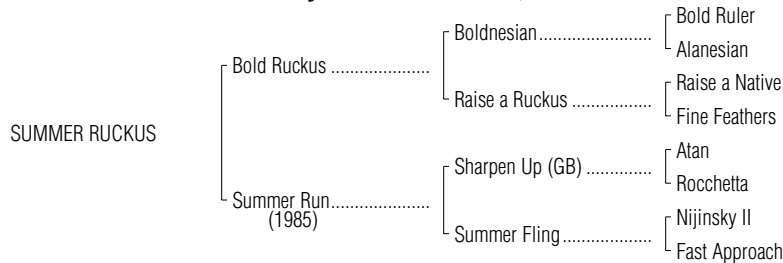 Bold Ruler
Boldnesian
Alanesian
Bold Ruckus
Raise a Native
Raise a Ruckus
Fine Feathers
SUMMER RUCKUS
Atan
Sharpen Up (GB)
Rocchetta
Summer Run
(1985)
Nijinsky II
Summer Fling
Fast Approach